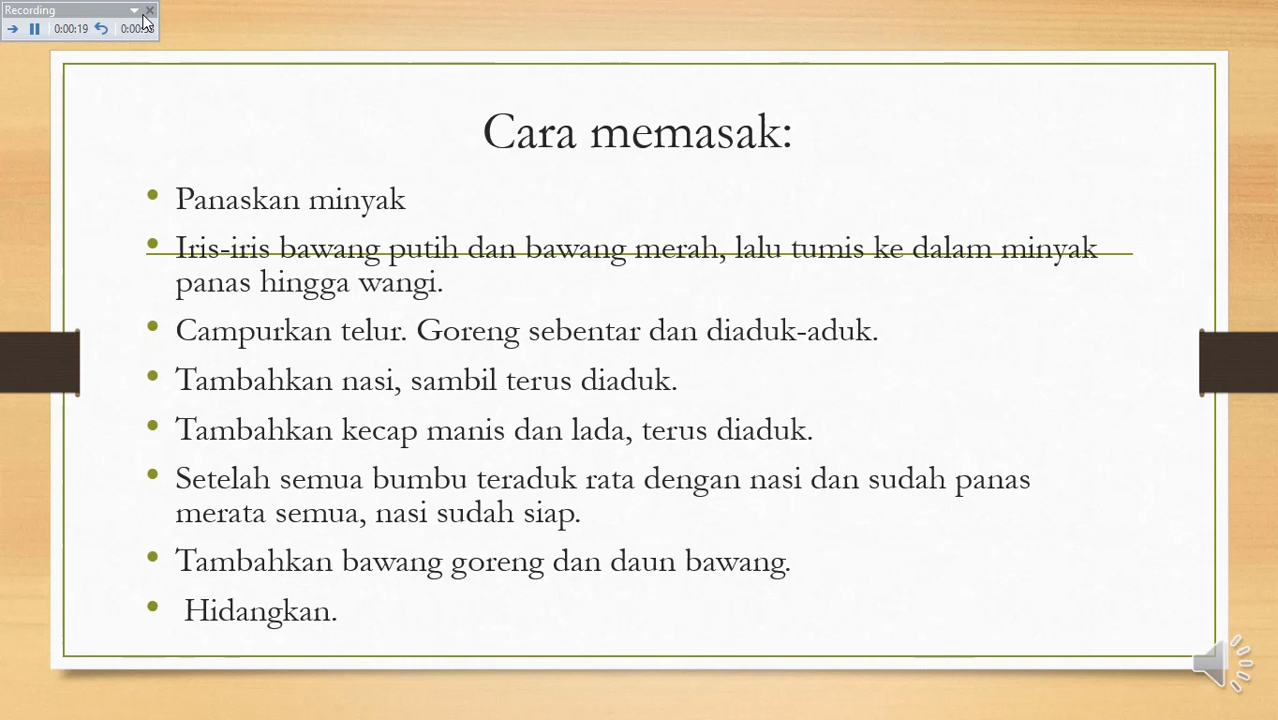 Recording
0:00:19
Cara memasak:
• Panaskan minyak
• Iris-iris bawang putih dan bawang merah, lalu tumis ke dalam minyak
panas hingga wangi.
• Campurkan telur. Goreng sebentar dan diaduk-aduk.
• Tambahkan nasi, sambil terus diaduk.
• Tambahkan kecap manis dan lada, terus diaduk.
• Setelah semua bumbu teraduk rata dengan nasi dan sudah panas
merata semua, nasi sudah siap.
• Tambahkan bawang goreng dan daun bawang.
• Hidangkan.